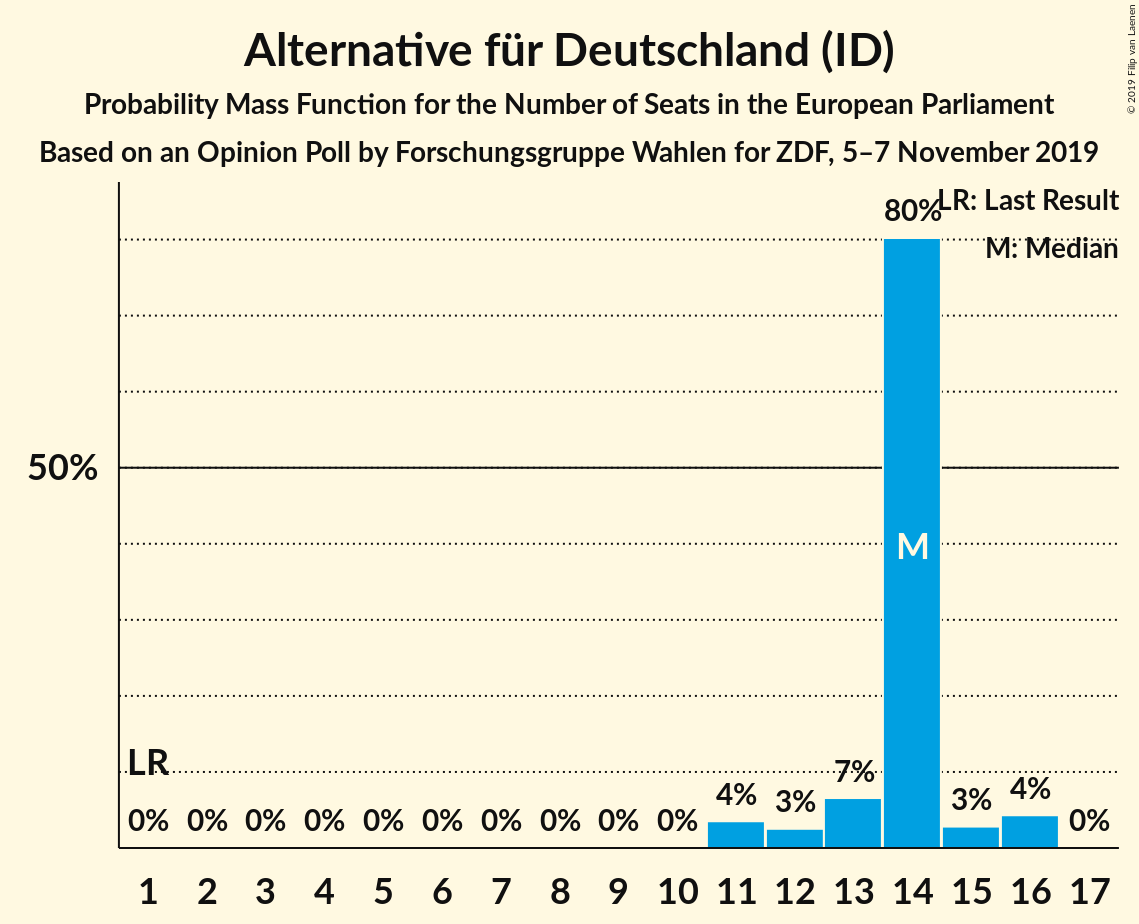 Alternative für Deutschland (ID)
Probability Mass Function for the Number of Seats in the European Parliament
Based on an Opinion Poll by Forschungsgruppe Wahlen for ZDF, 5–7 November 2019
© 2019 Filip van Laenen
LR: Last Result
M: Median
80%
50%
M
LR
0% 0% 0% 0% 0% 0% 0% 0% 0% 0% 4% 3% 7% 3% 4% 0%
1 2 3 4 5 6 7 8 9 10 11 12 13 14 15 16 17